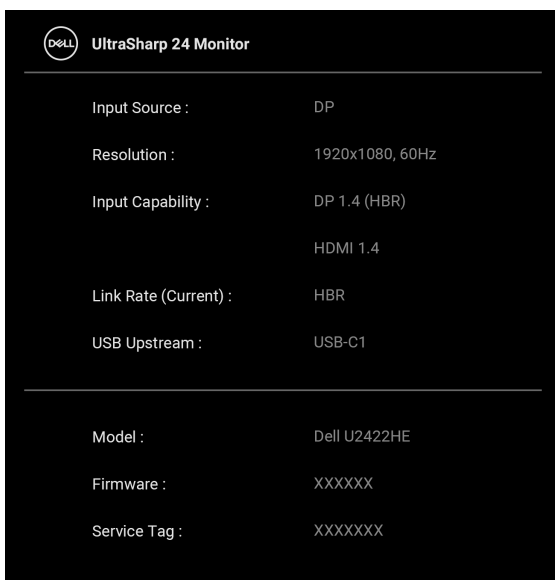 DELL UltraSharp 24 Monitor
Input Source : DP
Resolution : 1920x1080, 60Hz
Input Capability : DP 1.4 (HBR)
HDMI 1.4
Link Rate (Current) : HBR
USB Upstream : USB-C1
Model : Dell U2422HE
Firmware : XXXXXX
Service Tag : XXXXXXX